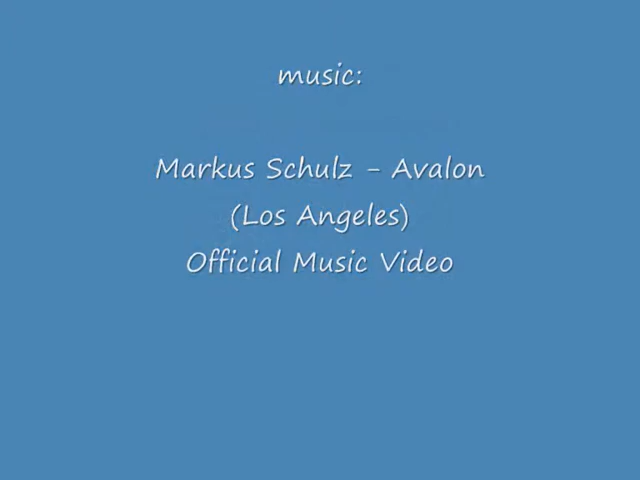 music:
Markus Schulz - Avalon
(Los Angeles)
Official Music Video